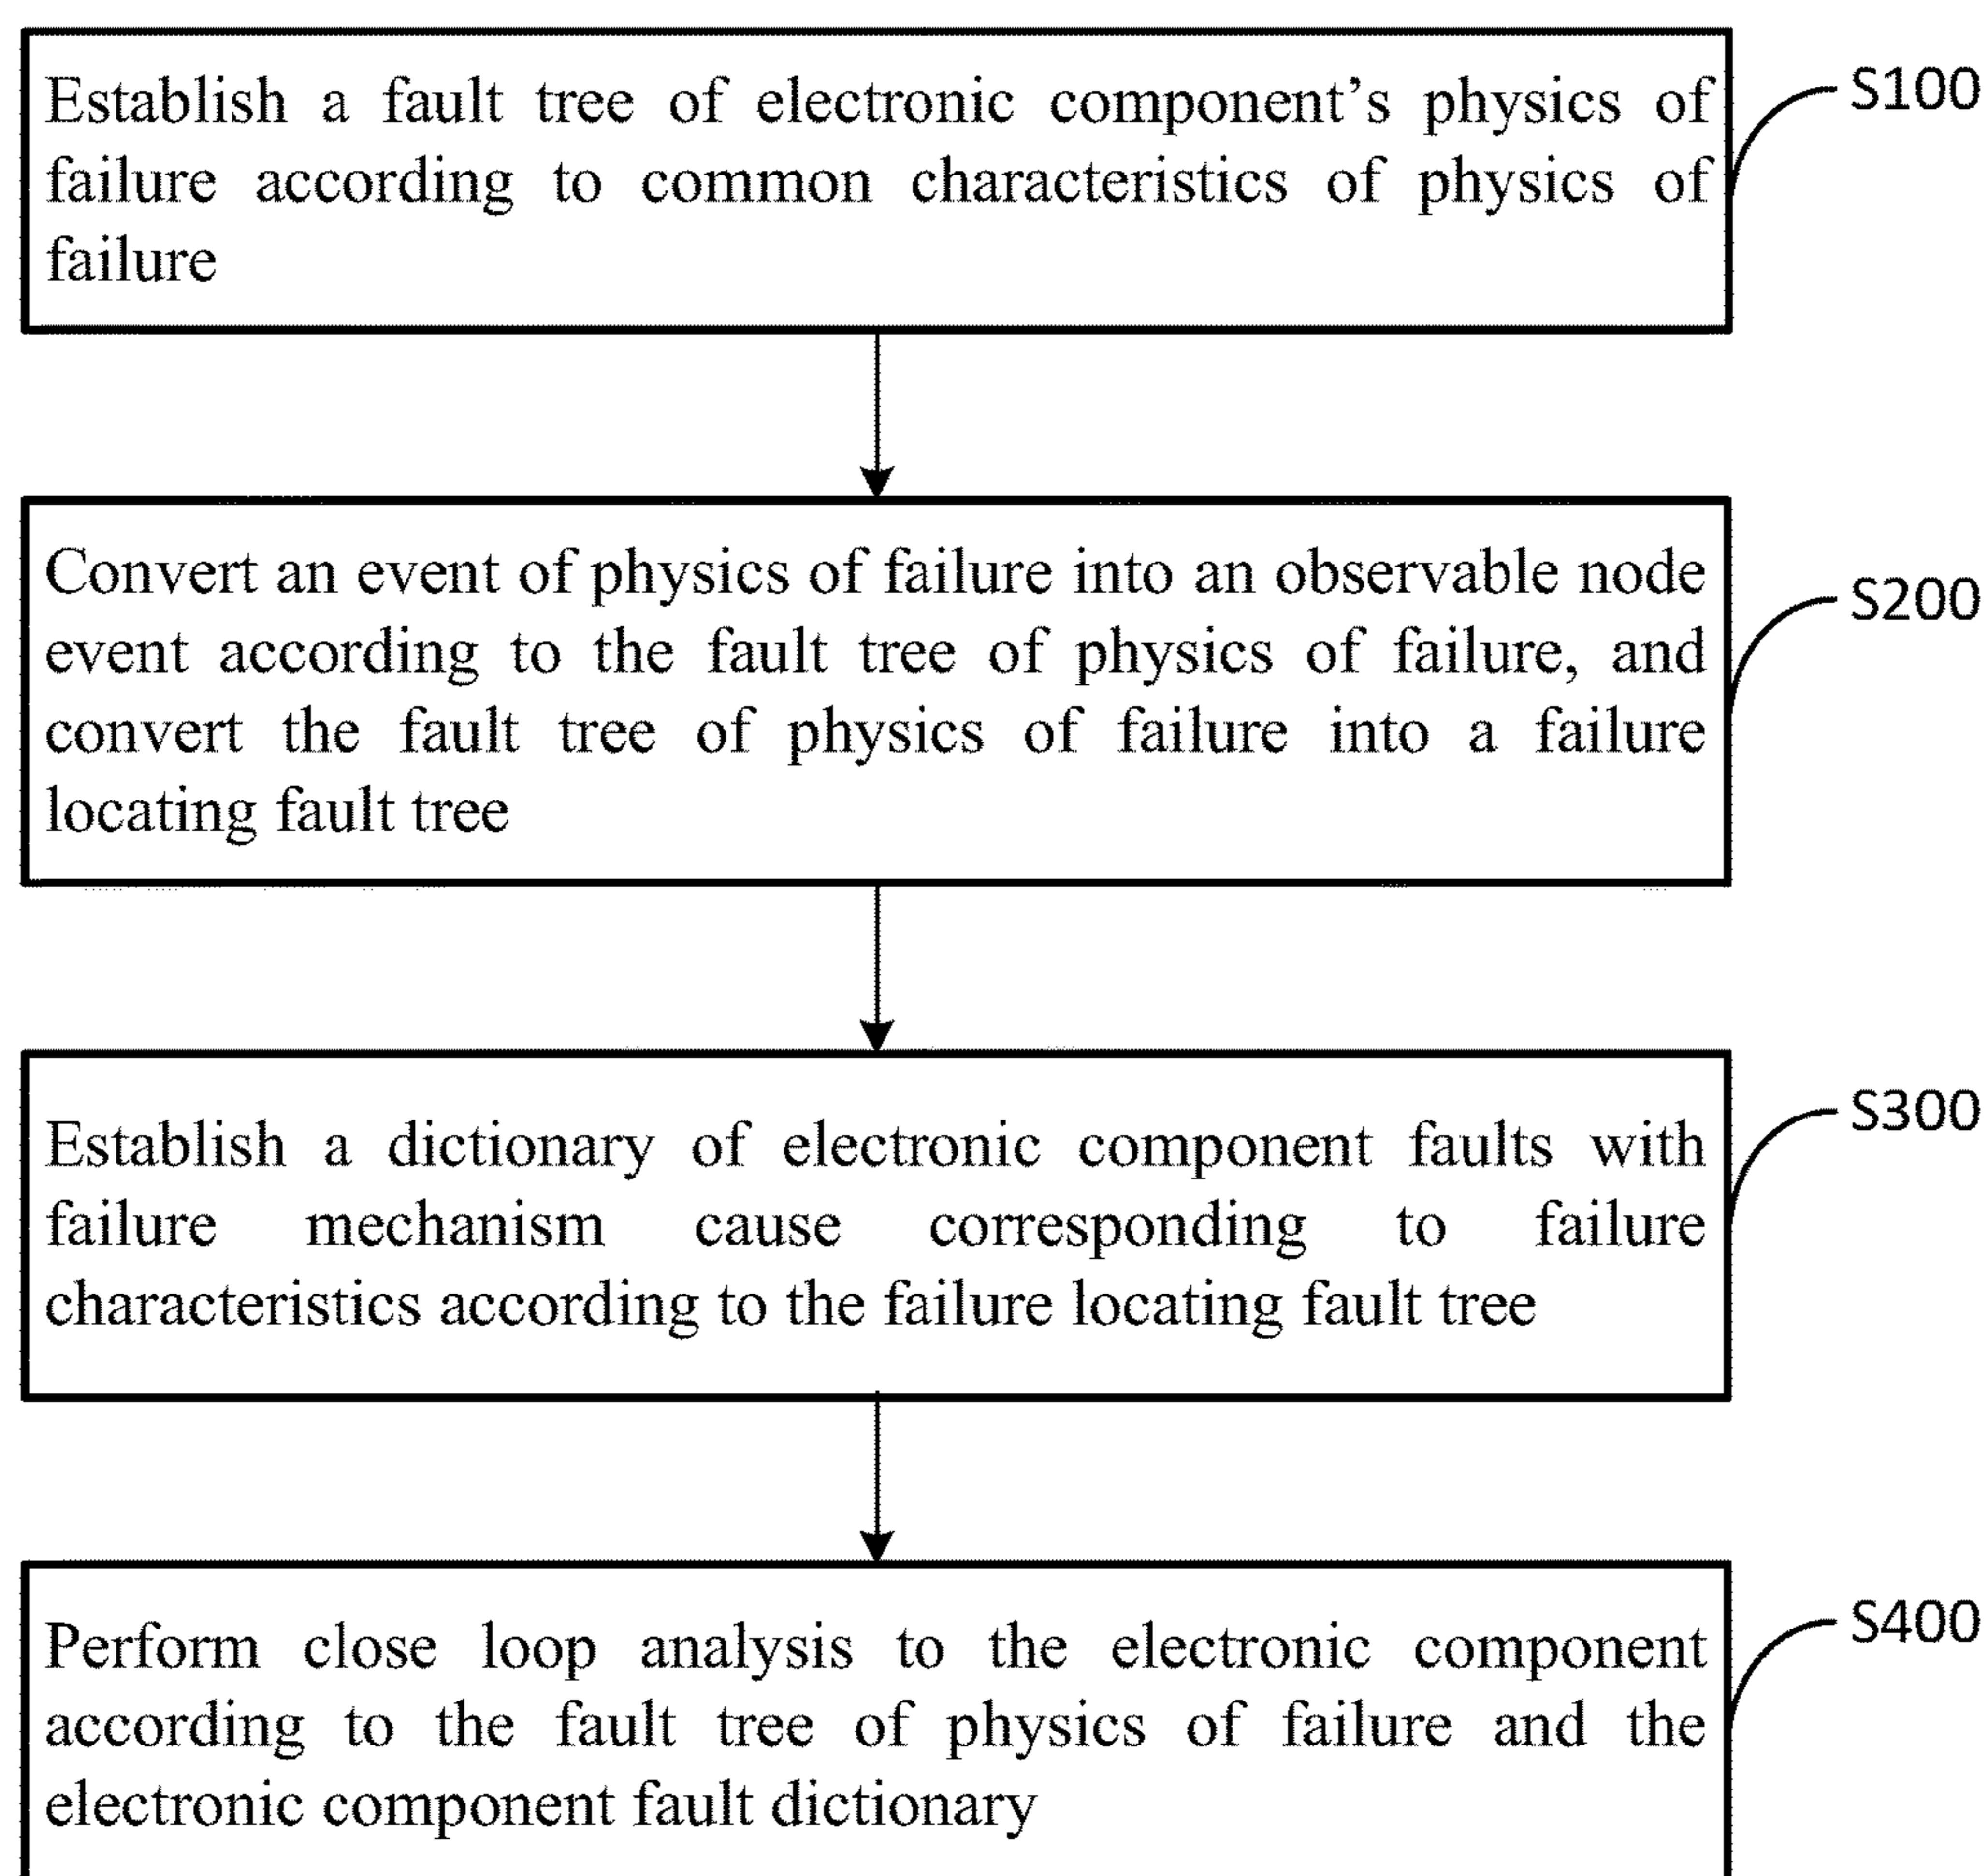 Establish a fault tree of electronic component’s physics of
failure according to common characteristics of physics of
failure
S100
Convert an event of physics of failure into an observable node
event according to the fault tree of physics of failure, and
convert the fault tree of physics of failure into a failure
locating fault tree
S200
Establish a dictionary of electronic component faults with
failure mechanism cause corresponding to failure
characteristics according to the failure locating fault tree
S300
Perform close loop analysis to the electronic component
according to the fault tree of physics of failure and the
electronic component fault dictionary
S400